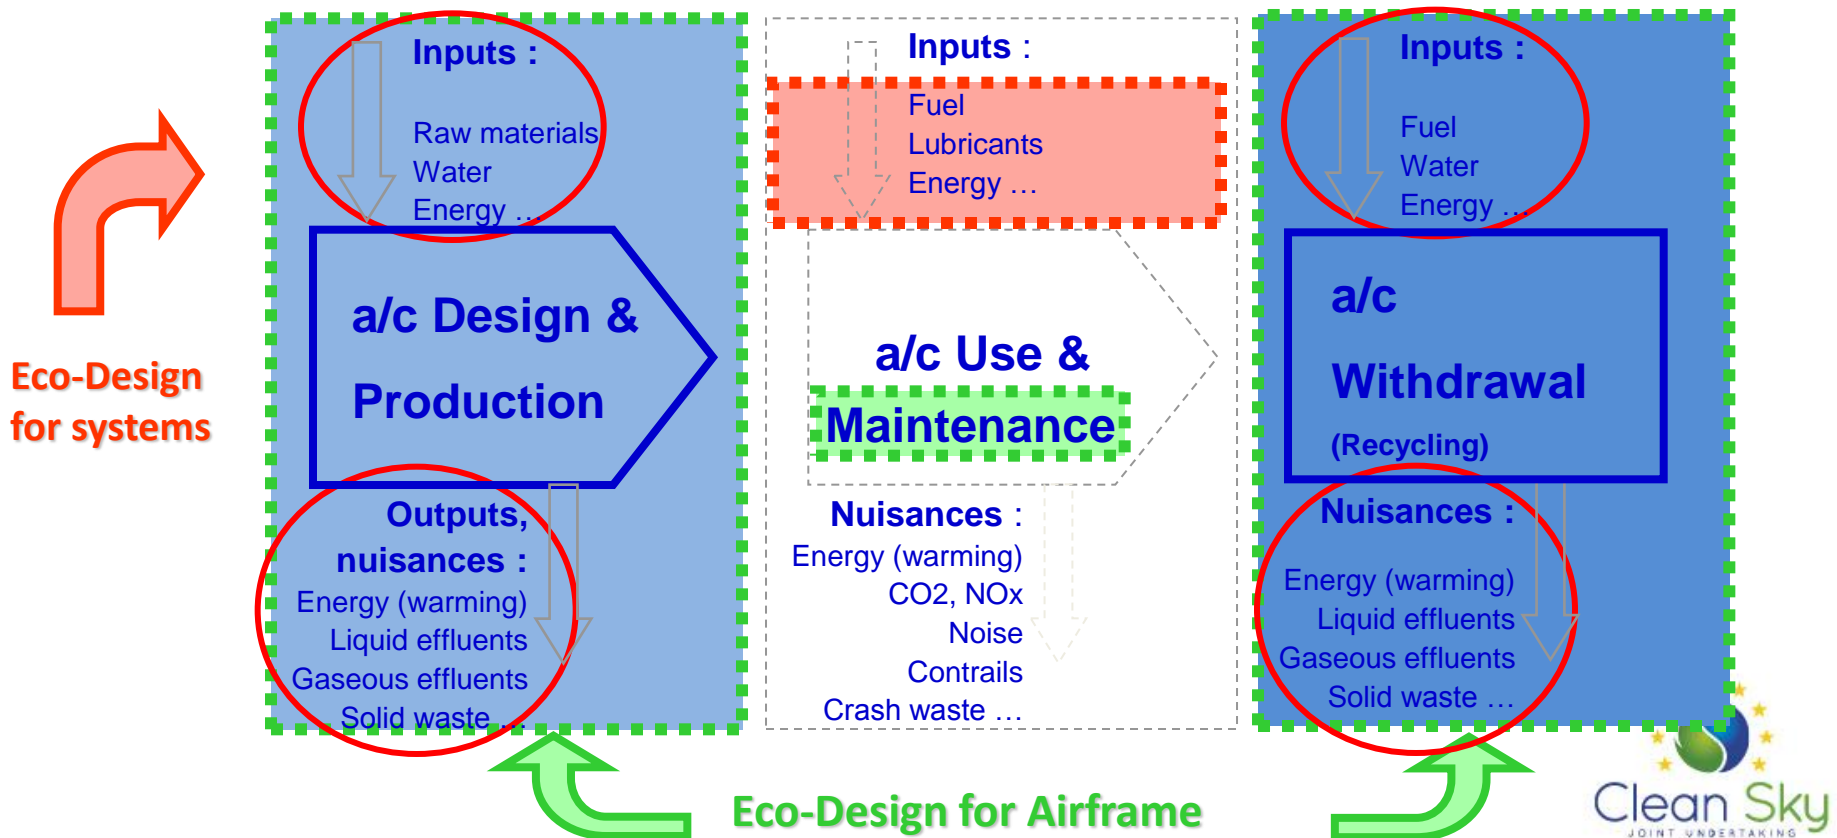 Inputs :
Raw materials
Water
Energy …
a/c Design &
Production
Outputs,
nuisances :
Energy (warming)
Liquid effluents
Gaseous effluents
Solid waste …
Inputs :
Fuel
Lubricants
Energy …
a/c Use &
Maintenance
Nuisances :
Energy (warming)
CO2, NOx
Noise
Contrails
Crash waste …
Inputs :
Fuel
Water
Energy …
a/c
Withdrawal
(Recycling)
Nuisances :
Energy (warming)
Liquid effluents
Gaseous effluents
Solid waste …
Eco-Design
for systems
Eco-Design for Airframe
Clean Sky
JOINT UNDERTAKING